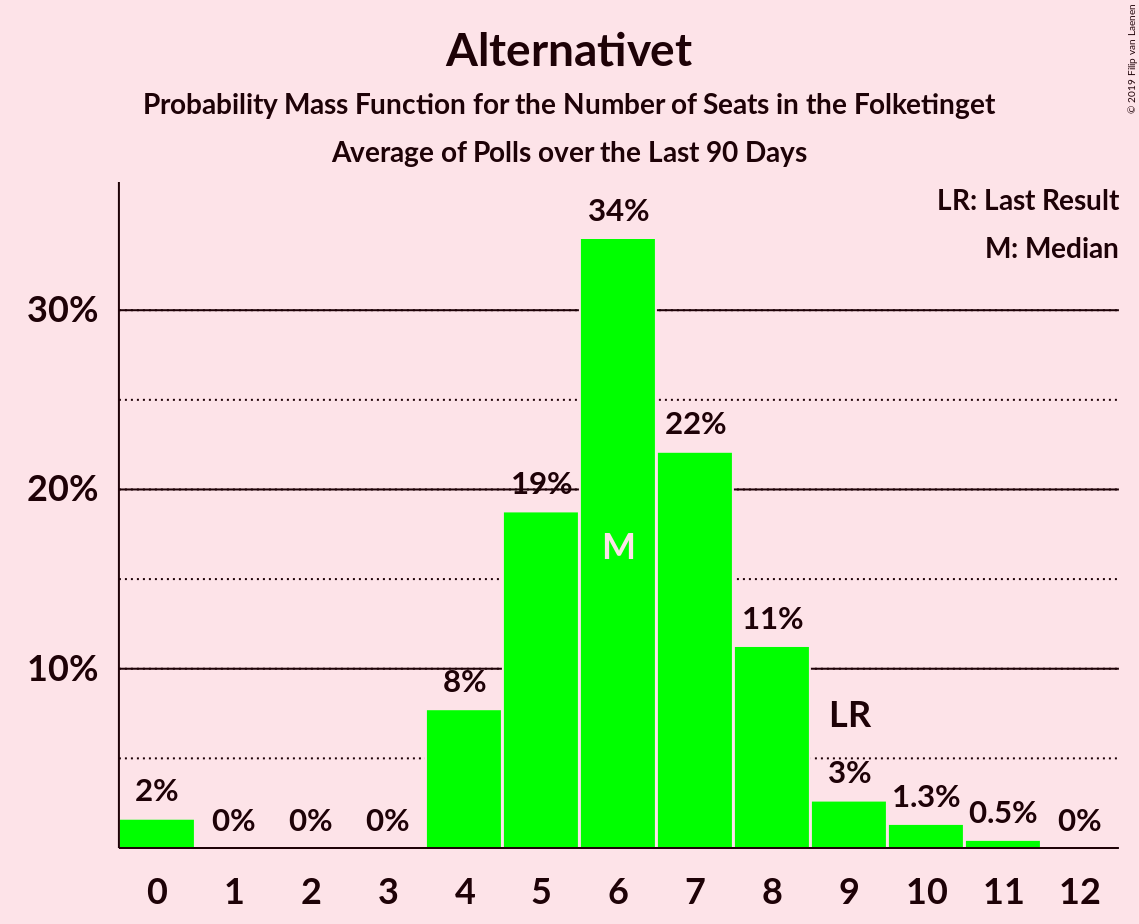 Alternativet
Probability Mass Function for the Number of Seats in the Folketinget
Average of Polls over the Last 90 Days
© 2019 Filip van Laenen
LR: Last Result
M: Median
30%
20%
10%
2%
0%
0%
0%
8%
19%
34%
M
22%
11%
LR
3%
1.3%
0.5%
0%
0 1 2 3 4 5 6 7 8 9 10 11 12